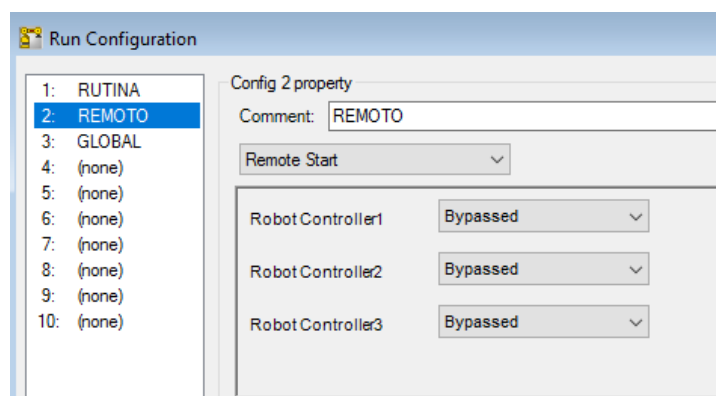 Run Configuration
1: RUTINA
2: REMOTO
3: GLOBAL
4: (none)
5: (none)
6: (none)
7: (none)
8: (none)
9: (none)
10: (none)
Config 2 property
Comment: REMOTO
Remote Start
Robot Controller1 Bypassed
Robot Controller2 Bypassed
Robot Controller3 Bypassed